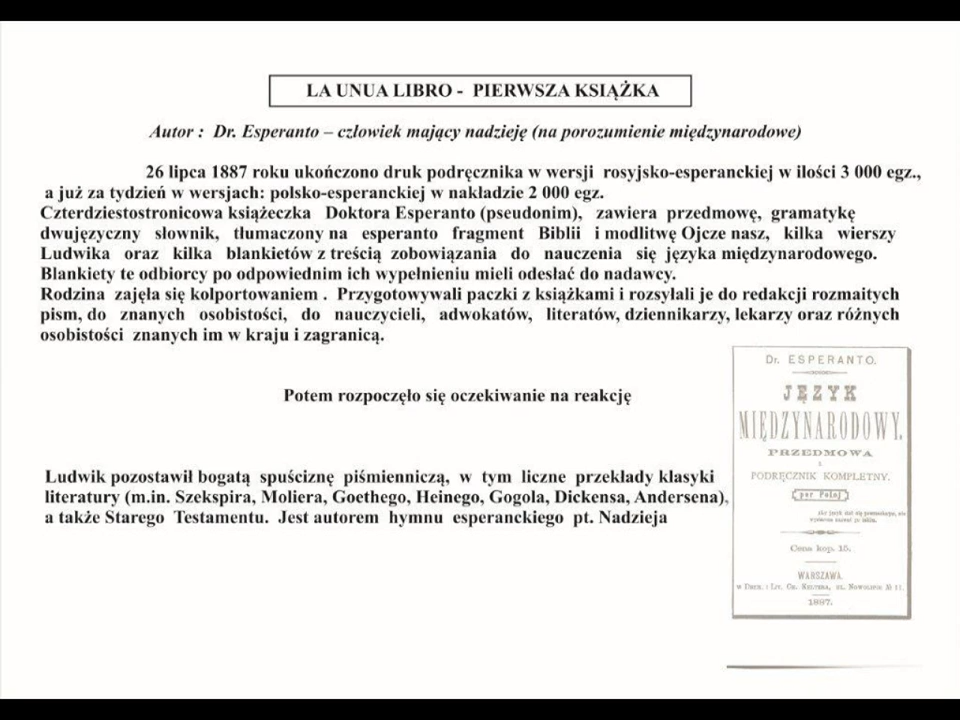 LA UNUA LIBRO - PIERWSZA KSIĄŻKA
Autor : Dr. Esperanto – człowiek mający nadzieję (na porozumienie międzynarodowe)
26 lipca 1887 roku ukończono druk podręcznika w wersji rosyjsko-esperanckiej w ilości 3 000 egz.,
a już za tydzień w wersjach: polsko-esperanckiej w nakładzie 2 000 egz.
Czterdziestostronicowa książeczka Doktora Esperanto (pseudonim), zawiera przedmowę, gramatykę
dwujęzyczny słownik, tłumaczony na esperanto fragment Biblii i modlitwę Ojcze nasz, kilka wierszy
Ludwika oraz kilka blankietów z treścią zobowiązania do nauczenia się języka międzynarodowego.
Blankiety te odbiorcy po odpowiednim ich wypełnieniu mieli odesłać do nadawcy.
Rodzina zajęła się kolportowaniem . Przygotowywali paczki z książkami i rozsyłali je do redakcji rozmaitych
pism, do znanych osobistości, do nauczycieli, adwokatów, literatów, dziennikarzy, lekarzy oraz różnych
osobistości znanych im w kraju i zagranicą.
Potem rozpoczęło się oczekiwanie na reakcję
Ludwik pozostawił bogatą spuściznę piśmienniczą, w tym liczne przekłady klasyki
literatury (m.in. Szekspira, Moliera, Goethego, Heinego, Gogola, Dickensa, Andersena),
a także Starego Testamentu. Jest autorem hymnu esperanckiego pt. Nadzieja
Dr. ESPERANTO.
JĘZYK
MIĘDZYNARODOWY.
PRZEDMOWA
i
PODRĘCZNIK KOMPLETNY.
por Poloj
Cena kop. 15.
WARSZAWA.
1887.